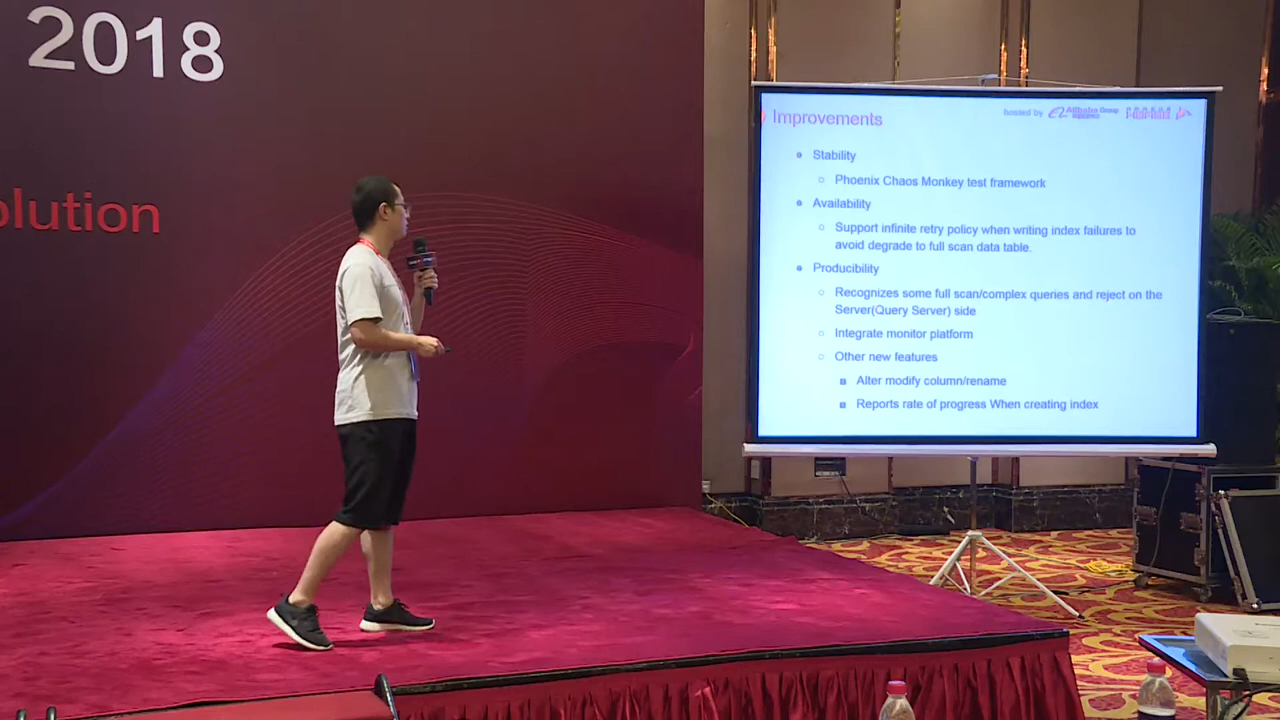 2018
olution
Improvements
hosted by
Alibaba Group
Stability
Phoenix Chaos Monkey test framework
Availability
Support infinite retry policy when writing index failures to
avoid degrade to full scan data table.
Producibility
Recognizes some full scan/complex queries and reject on the
Server(Query Server) side
Integrate monitor platform
Other new features
Alter modify column/rename
Reports rate of progress When creating index